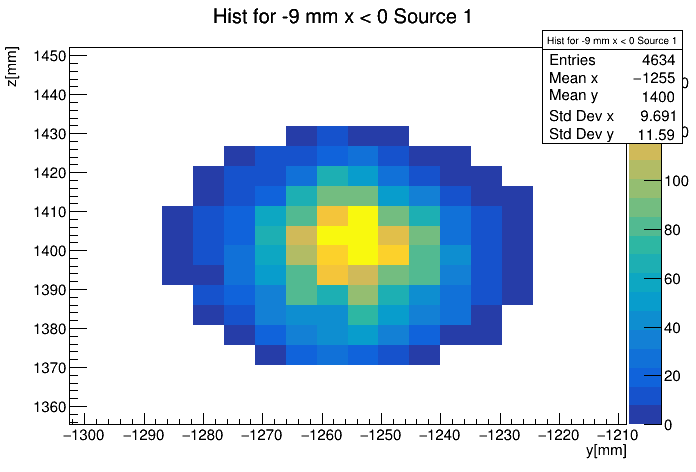 Hist for -9 mm x < 0 Source 1
z[mm]
Hist for -9 mm x < 0 Source 1
Entries 4634
Mean x −1255
Mean y 1400
Std Dev x 9.691
Std Dev y 11.59
1450
1440
1430
1420
1410
1400
1390
1380
1370
1360
100
80
60
40
20
0
−1300 −1290 −1280 −1270 −1260 −1250 −1240 −1230 −1220 −1210
y[mm]